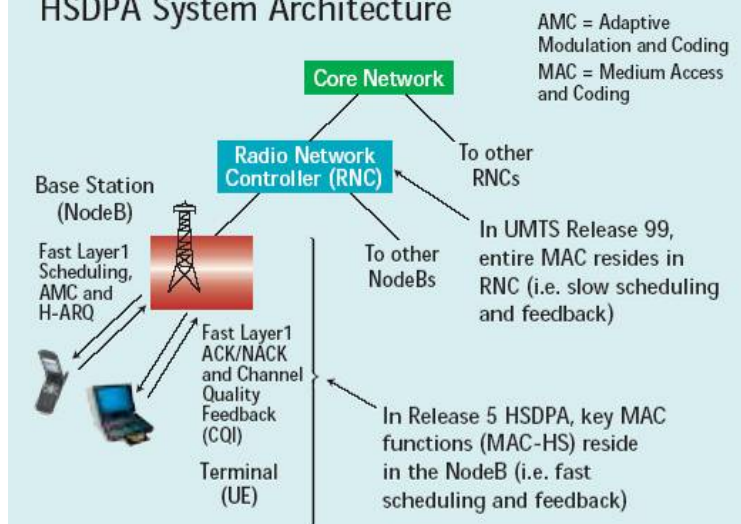 HSDPA System Architecture
AMC = Adaptive
Modulation and Coding
MAC = Medium Access
and Coding
Core Network
Radio Network
Controller (RNC)
To other
RNCs
Base Station
(NodeB)
Fast Layer1
Scheduling,
AMC and
H-ARQ
To other
NodeBs
In UMTS Release 99,
entire MAC resides in
RNC (i.e. slow scheduling
and feedback)
Fast Layer1
ACK/NACK
and Channel
Quality
Feedback
(CQI)
Terminal
(UE)
In Release 5 HSDPA, key MAC
functions (MAC-HS) reside
in the NodeB (i.e. fast
scheduling and feedback)